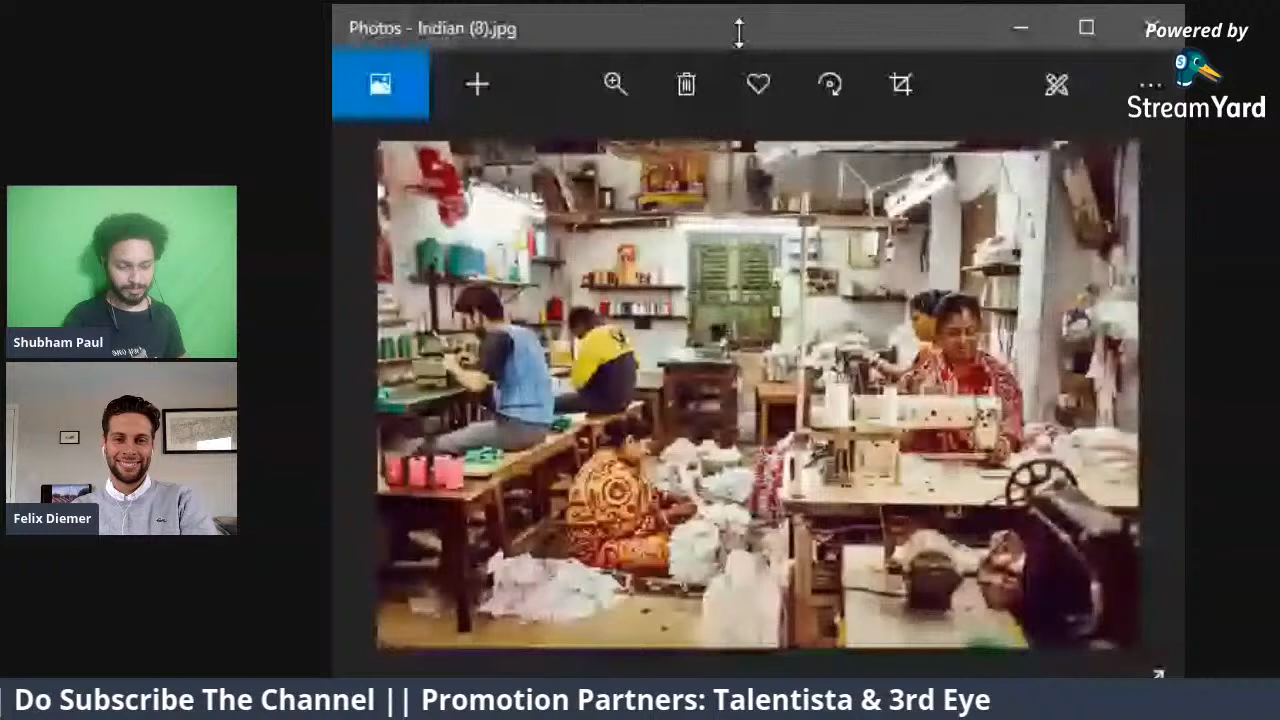 Photos - Indian (8).jpg
Powered by
StreamYard
Shubham Paul
Felix Diemer
Do Subscribe The Channel || Promotion Partners: Talentista & 3rd Eye